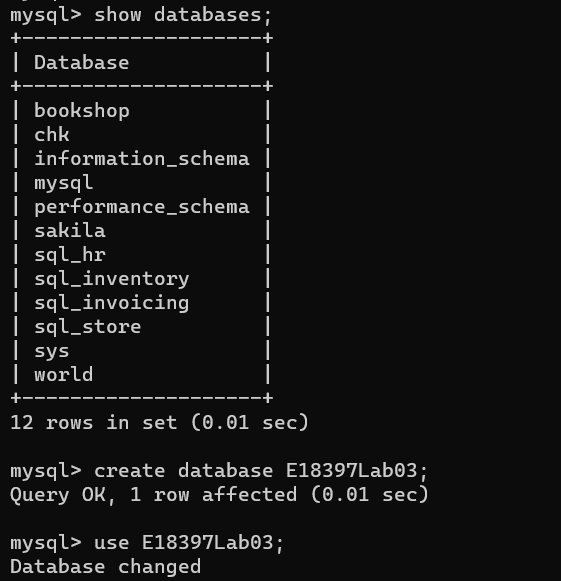 mysql> show databases;
+--------------------+
| Database           |
+--------------------+
| bookshop           |
| chk                |
| information_schema |
| mysql              |
| performance_schema |
| sakila             |
| sql_hr             |
| sql_inventory      |
| sql_invoicing      |
| sql_store          |
| sys                |
| world              |
+--------------------+
12 rows in set (0.01 sec)

mysql> create database E18397Lab03;
Query OK, 1 row affected (0.01 sec)

mysql> use E18397Lab03;
Database changed